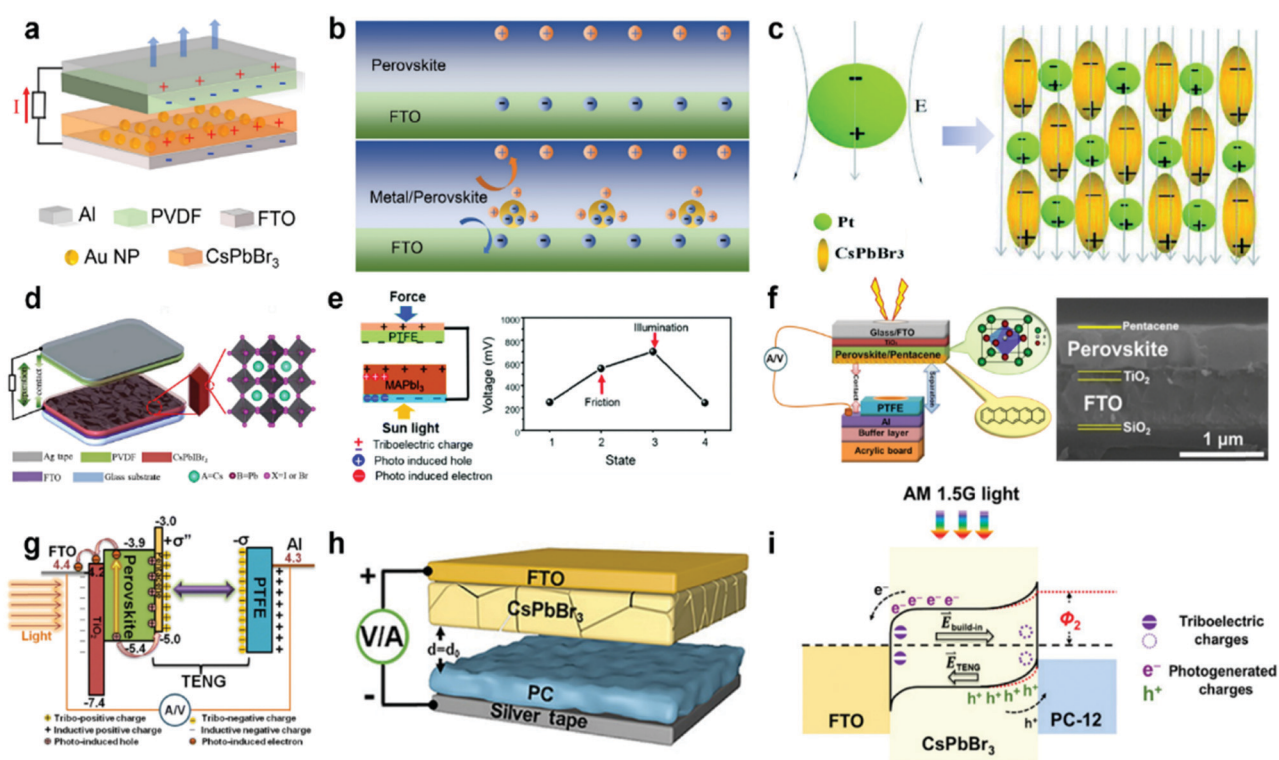 a
I
Al
PVDF
FTO
Au NP
CsPbBr3
b
Perovskite
FTO
Metal/Perovskite
FTO
c
E
Pt
CsPbBr3
d
contact
Ag tape
PVDF
CsPbIBr2
FTO
Glass substrate
A=Cs
B=Pb
X=I or Br
e
Force
PTFE
MAPbI3
Sun light
Triboelectric charge
Photo induced hole
Photo induced electron
1000
800
600
400
200
0
Voltage (mV)
Illumination
Friction
1 2 3 4
State
f
A/V
Glass/FTO
TiO2
Perovskite/Pentacene
Contact
Separation
PTFE
Al
Buffer layer
Acrylic board
Pentacene
Perovskite
TiO2
FTO
SiO2
1 µm
g
FTO
4.4
4.2
-3.9
-3.0
+σ"
-σ
Al
4.3
Perovskite
TiO2
PTFE
Light
-5.0
-5.4
-7.4
TENG
A/V
Tribo-positive charge
Inductive positive charge
Photo-induced hole
Tribo-negative charge
Inductive negative charge
Photo-induced electron
h
+
V/A
-
FTO
CsPbBr3
d=d0
PC
Silver tape
i
AM 1.5G light
e-
e- e- e- e-
E build-in
E TENG
Φ2
h+ h+ h+ h+
h+
FTO
CsPbBr3
PC-12
Triboelectric
charges
e- Photogenerated
h+ charges